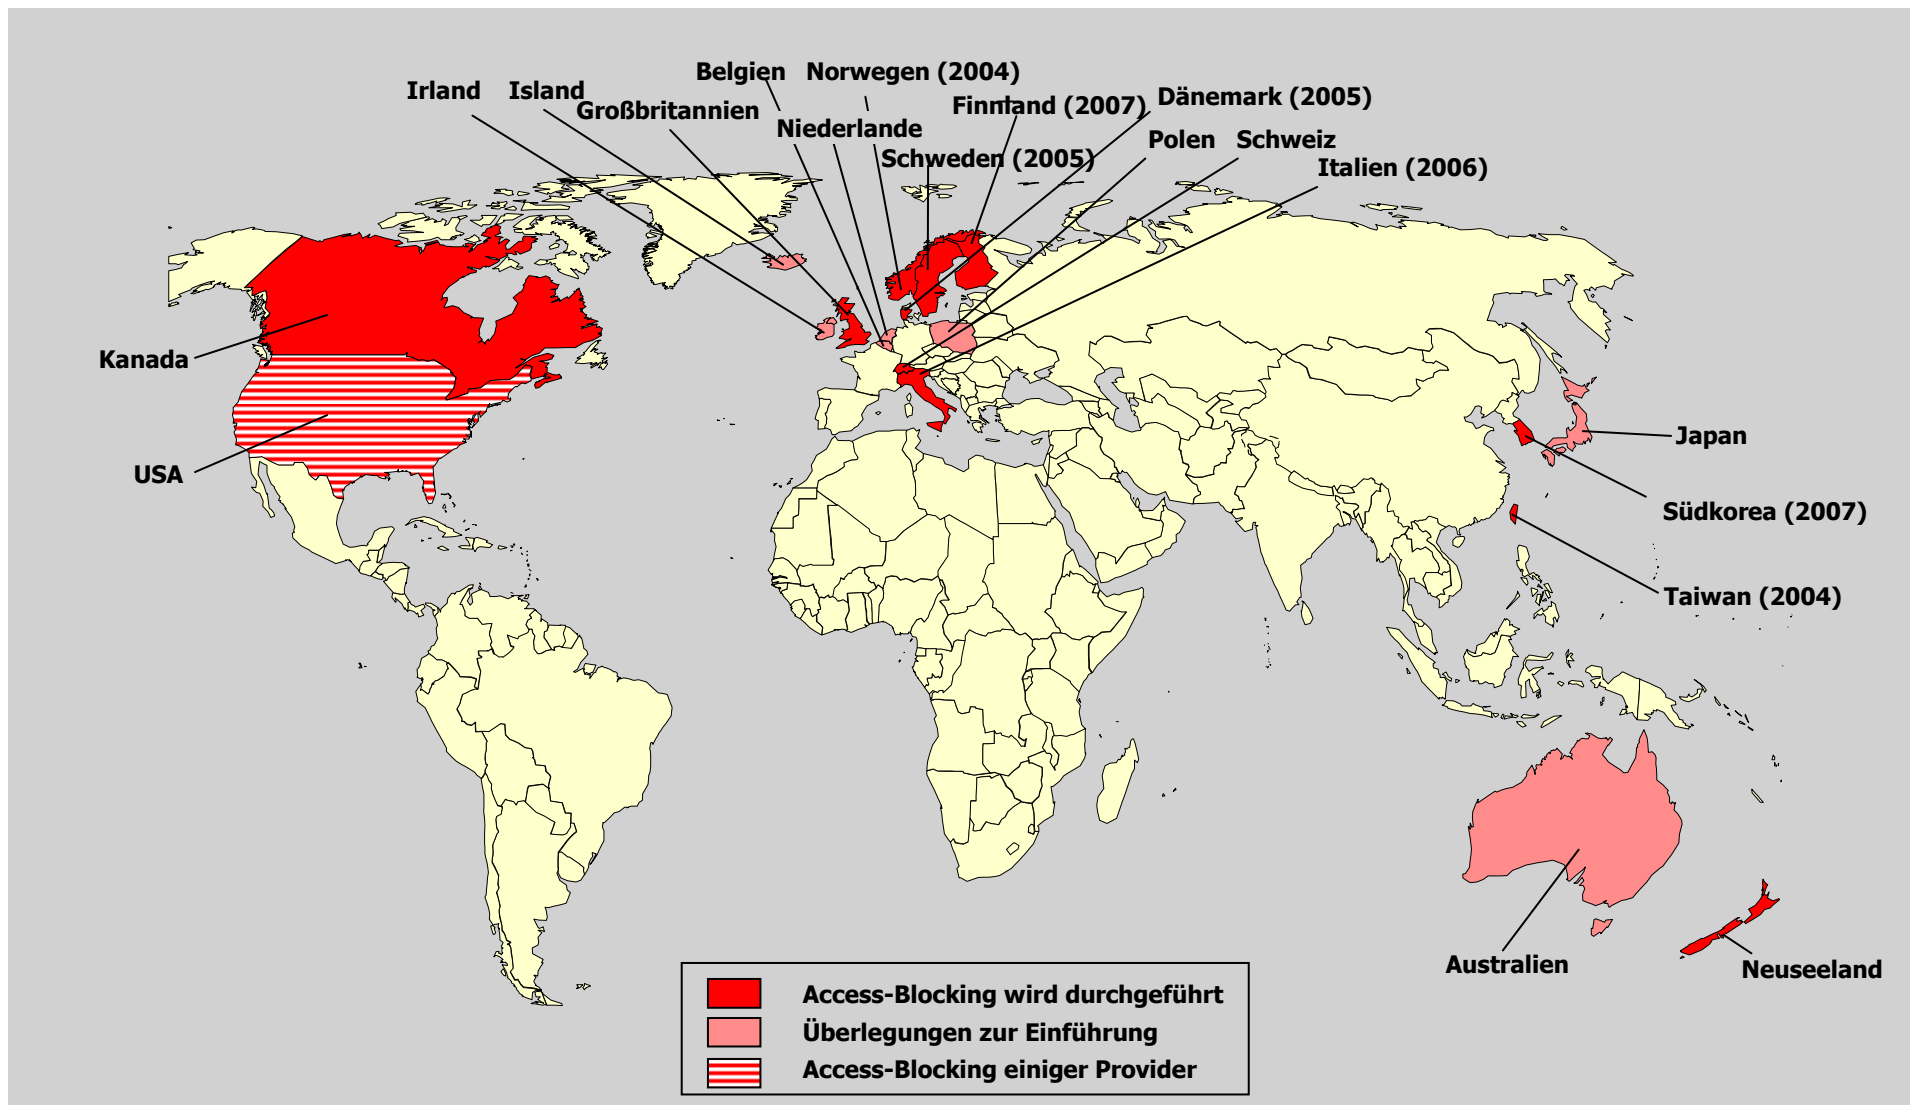 Belgien
Norwegen (2004)
Irland
Island
Großbritannien
Finnland (2007)
Dänemark (2005)
Niederlande
Polen
Schweiz
Schweden (2005)
Italien (2006)
Kanada
USA
Japan
Südkorea (2007)
Taiwan (2004)
Australien
Neuseeland
Access-Blocking wird durchgeführt
Überlegungen zur Einführung
Access-Blocking einiger Provider